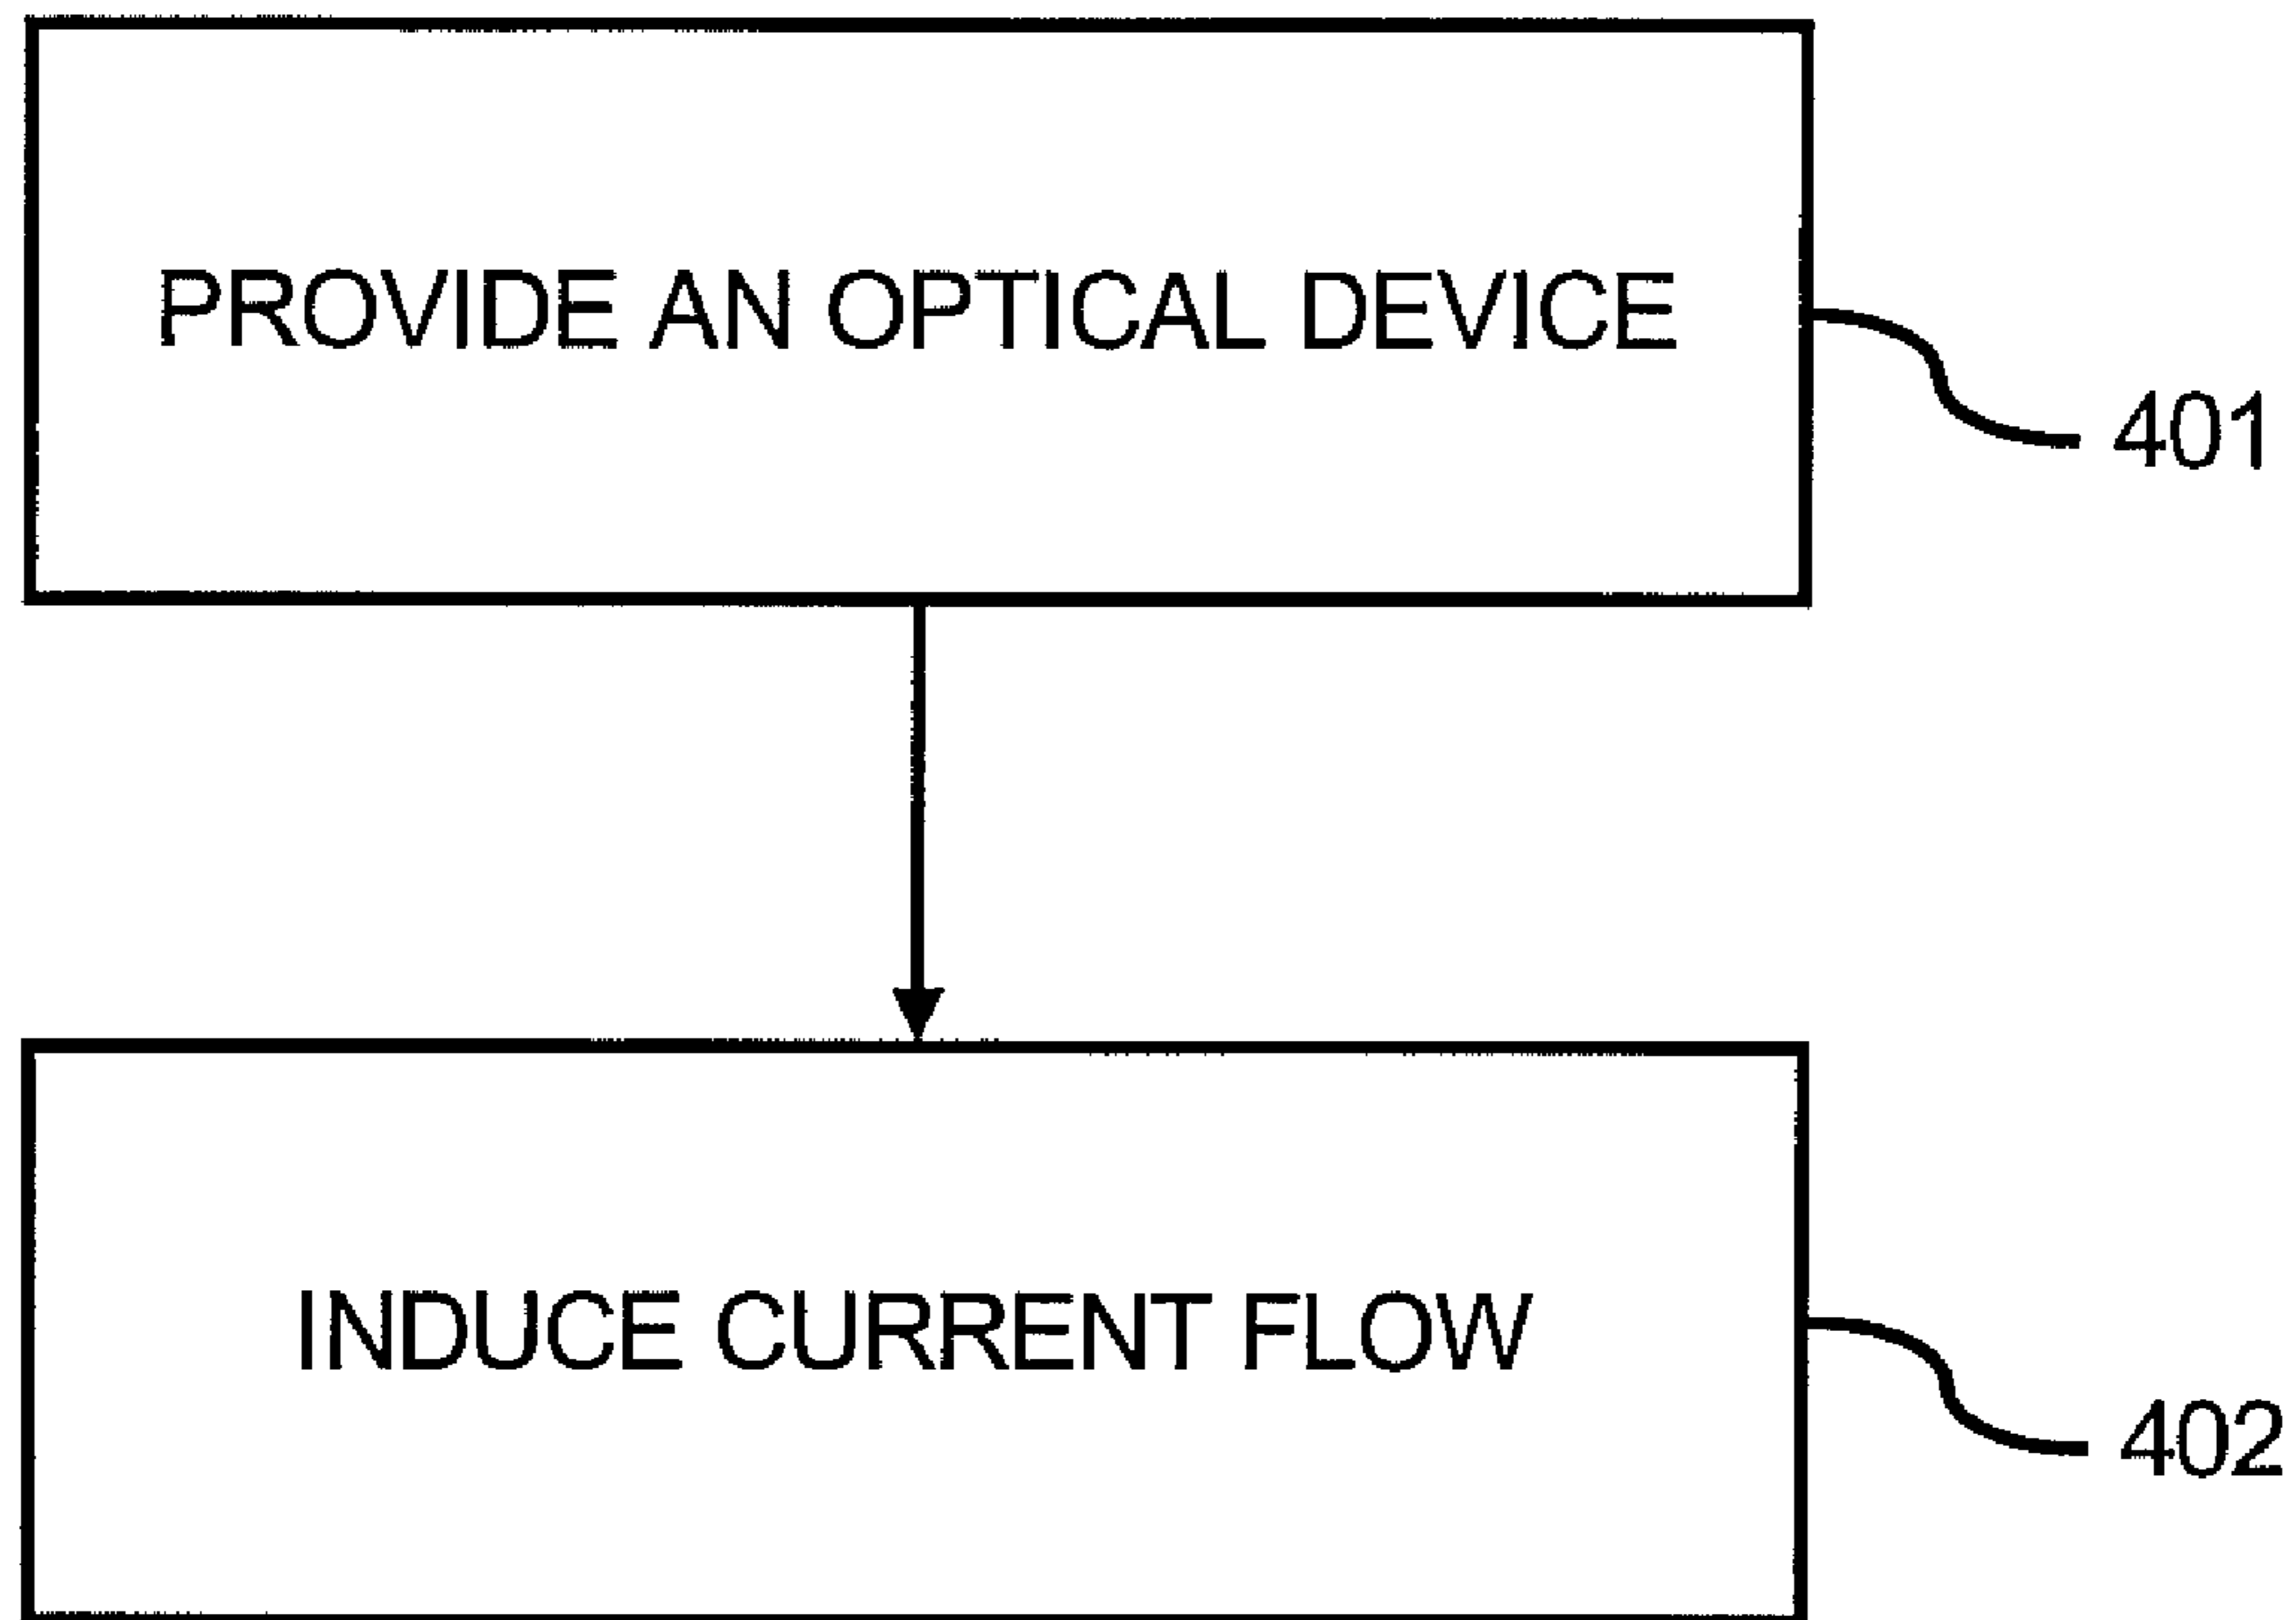 PROVIDE AN OPTICAL DEVICE
401
INDUCE CURRENT FLOW
402